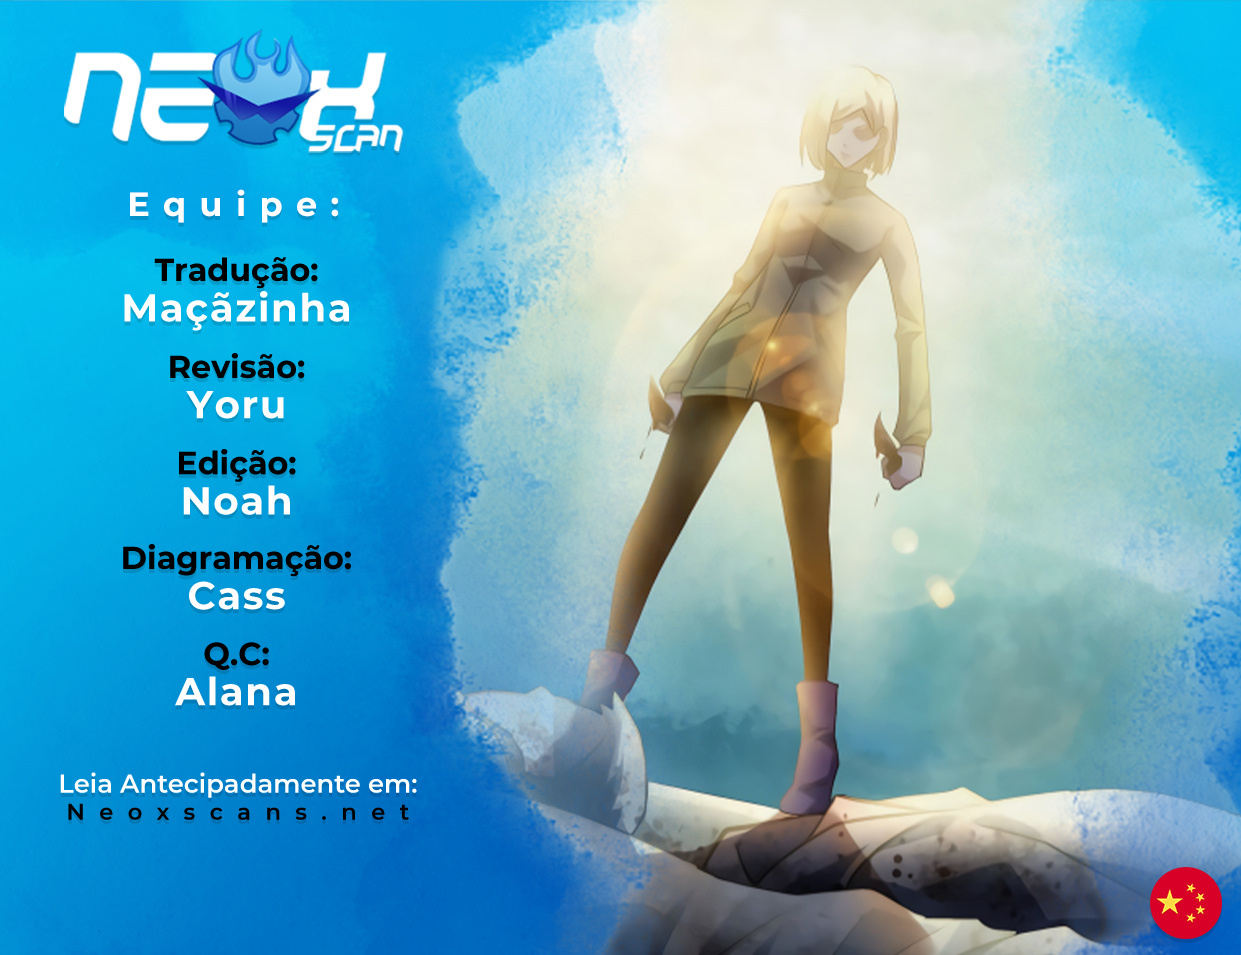 NEOX
SCAN
Equipe:
Tradução:
Maçãzinha
Revisão:
Yoru
Edição:
Noah
Diagramação:
Cass
Q.C:
Alana
Leia Antecipadamente em:
Neoxscans.net